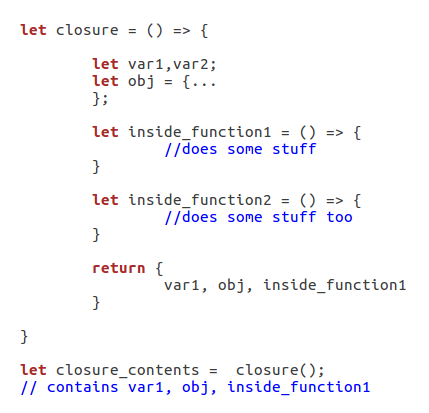 let closure = () => {
let var1,var2;
let obj = {...
};
let inside_function1 = () => {
//does some stuff
}
let inside_function2 = () => {
//does some stuff too
}
return {
var1, obj, inside_function1
}
}
let closure_contents =  closure();
// contains var1, obj, inside_function1